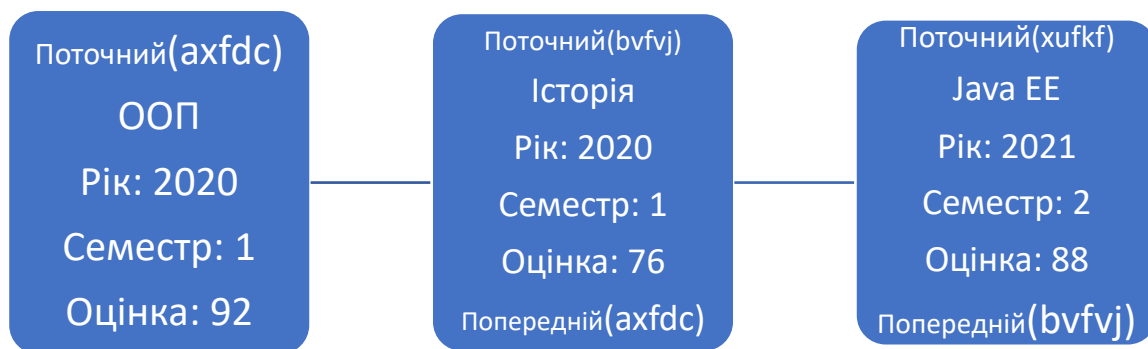 Поточний(axfdc)
ООП
Рік: 2020
Семестр: 1
Оцінка: 92
Поточний(bvfvj)
Історія
Рік: 2020
Семестр: 1
Оцінка: 76
Попередній(axfdc)
Поточний(xufkf)
Java EE
Рік: 2021
Семестр: 2
Оцінка: 88
Попередній(bvfvj)